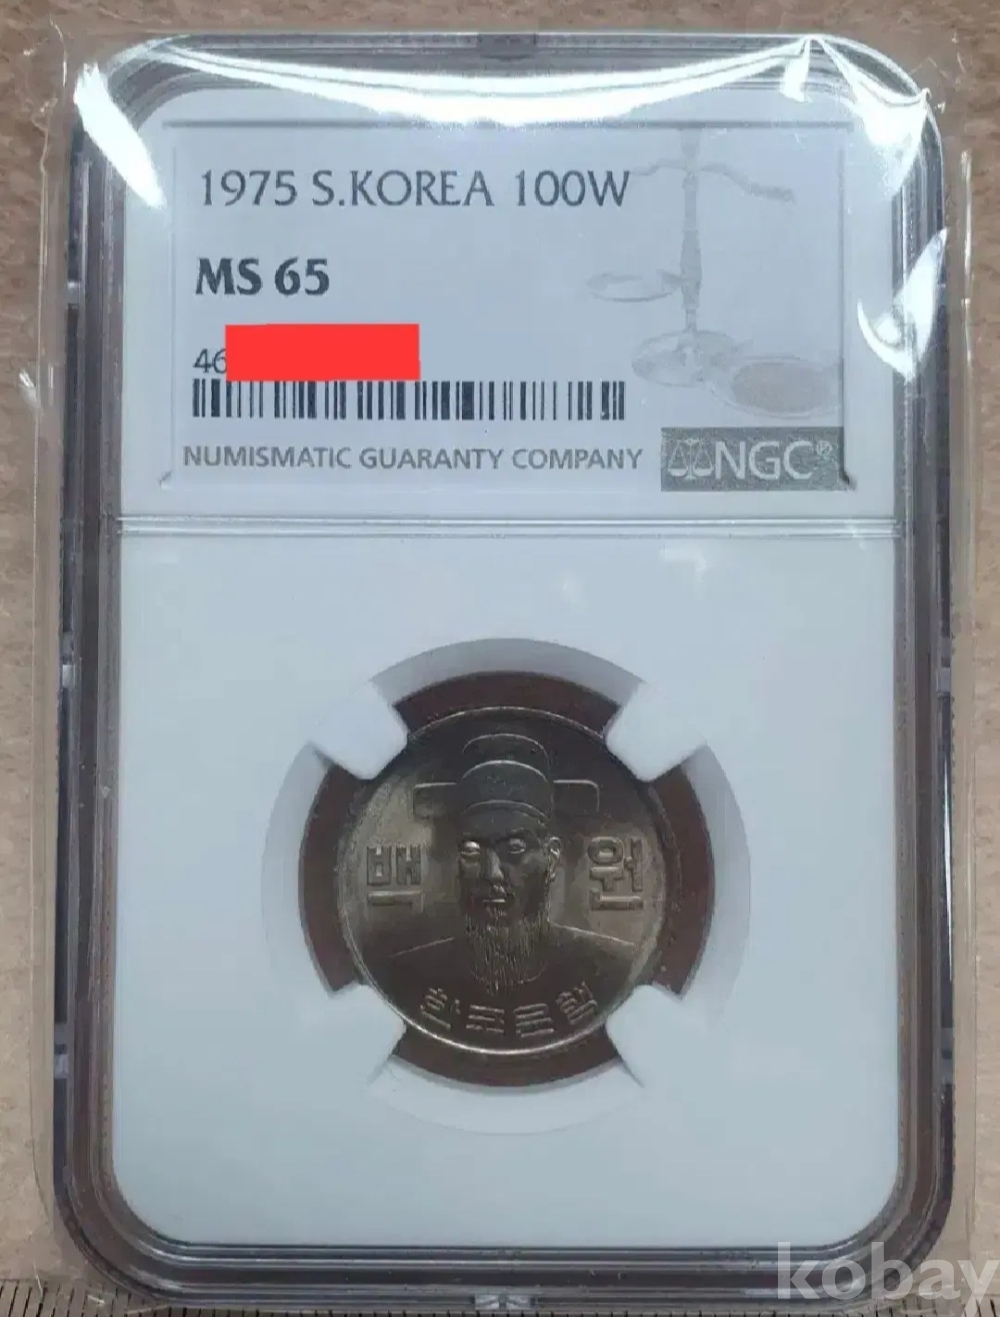 1975 S.KOREA 100W
MS 65
46
NUMISMATIC GUARANTY COMPANY
NGC®
백 원
한국은행
kobay